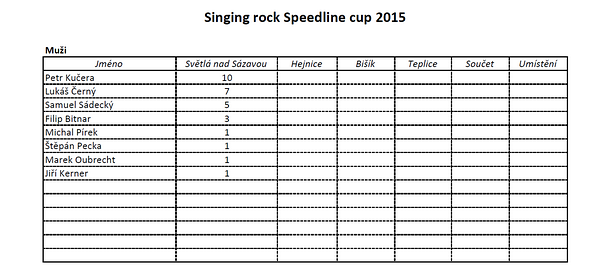 Singing rock Speedline cup 2015
Muži
Jméno Světlá nad Sázavou Hejnice Bišík Teplice Součet Umístění
Petr Kučera 10
Lukáš Černý 7
Samuel Sádecký 5
Filip Bitnar 3
Michal Pírek 1
Štěpán Pecka 1
Marek Oubrecht 1
Jiří Kerner 1